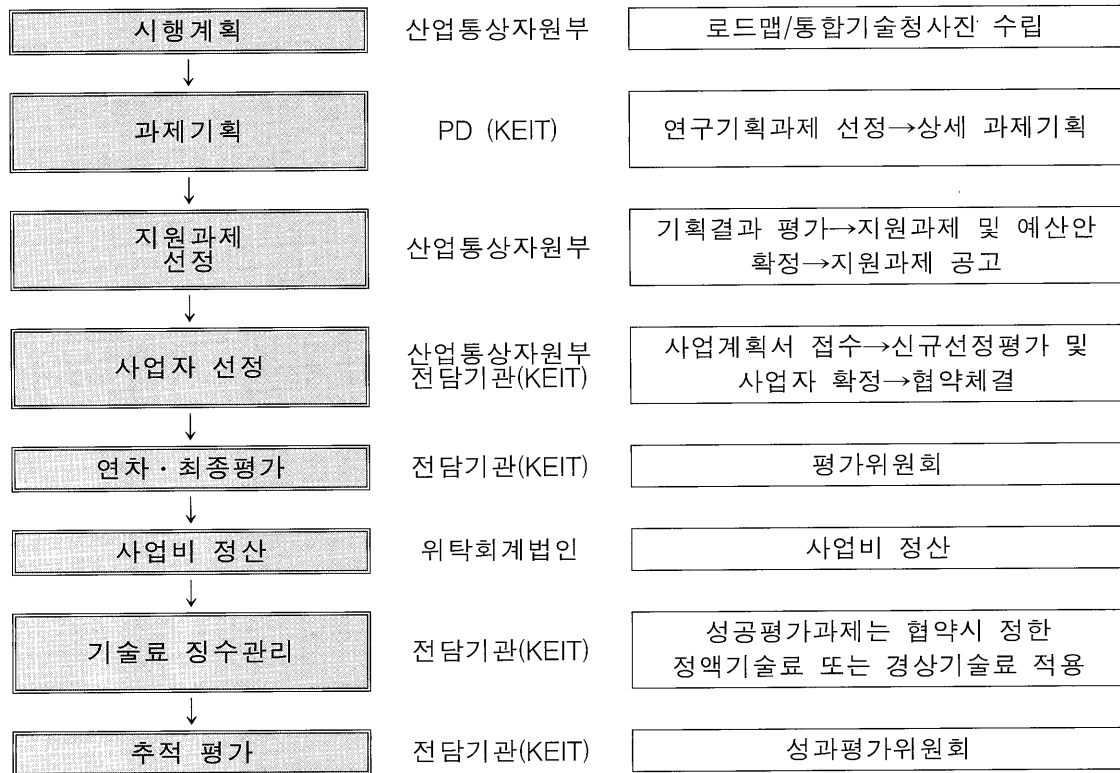 시행계획
산업통상자원부
로드맵/통합기술청사진 수립
↓
과제기획
PD (KEIT)
연구기획과제 선정→상세 과제기획
↓
지원과제
선정
산업통상자원부
기획결과 평가→지원과제 및 예산안
확정→지원과제 공고
↓
사업자 선정
산업통상자원부
전담기관(KEIT)
사업계획서 접수→신규선정평가 및
사업자 확정→협약체결
↓
연차·최종평가
전담기관(KEIT)
평가위원회
↓
사업비 정산
위탁회계법인
사업비 정산
↓
기술료 징수관리
전담기관(KEIT)
성공평가과제는 협약시 정한
정액기술료 또는 경상기술료 적용
↓
추적 평가
전담기관(KEIT)
성과평가위원회